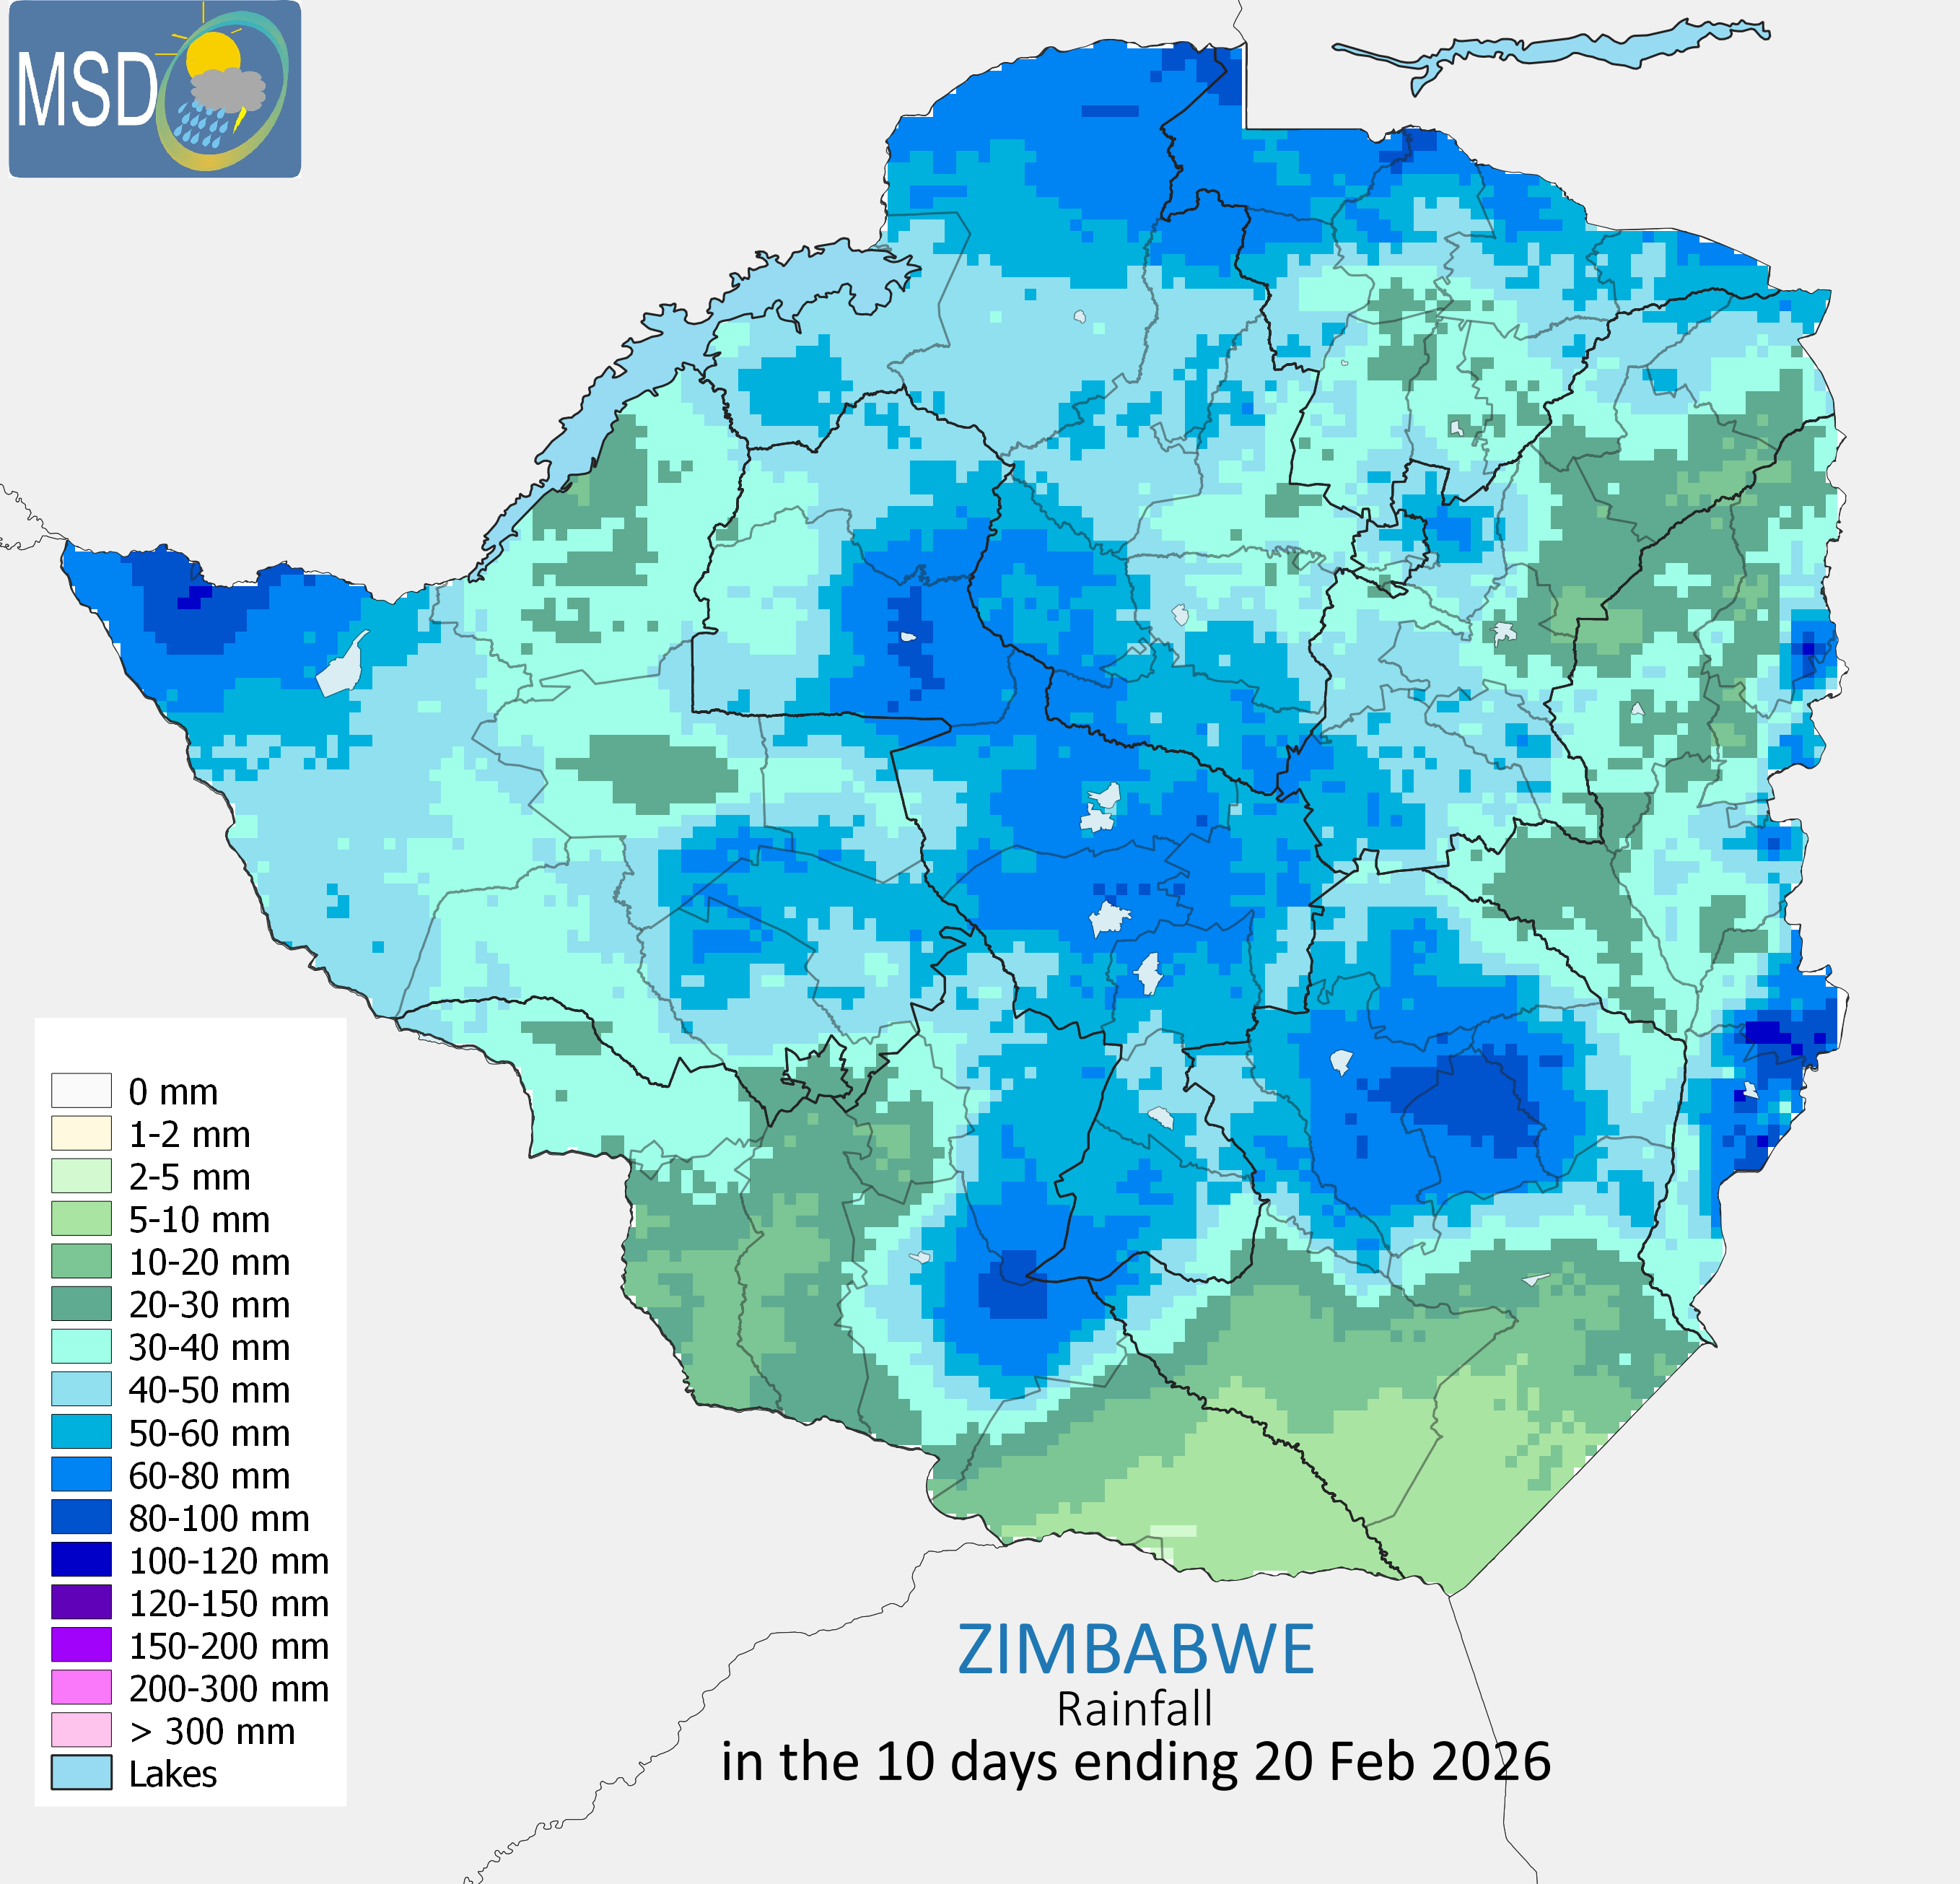 MSD
0 mm
1-2 mm
2-5 mm
5-10 mm
10-20 mm
20-30 mm
30-40 mm
40-50 mm
50-60 mm
60-80 mm
80-100 mm
100-120 mm
120-150 mm
150-200 mm
200-300 mm
> 300 mm
Lakes
ZIMBABWE
Rainfall
in the 10 days ending 20 Feb 2026